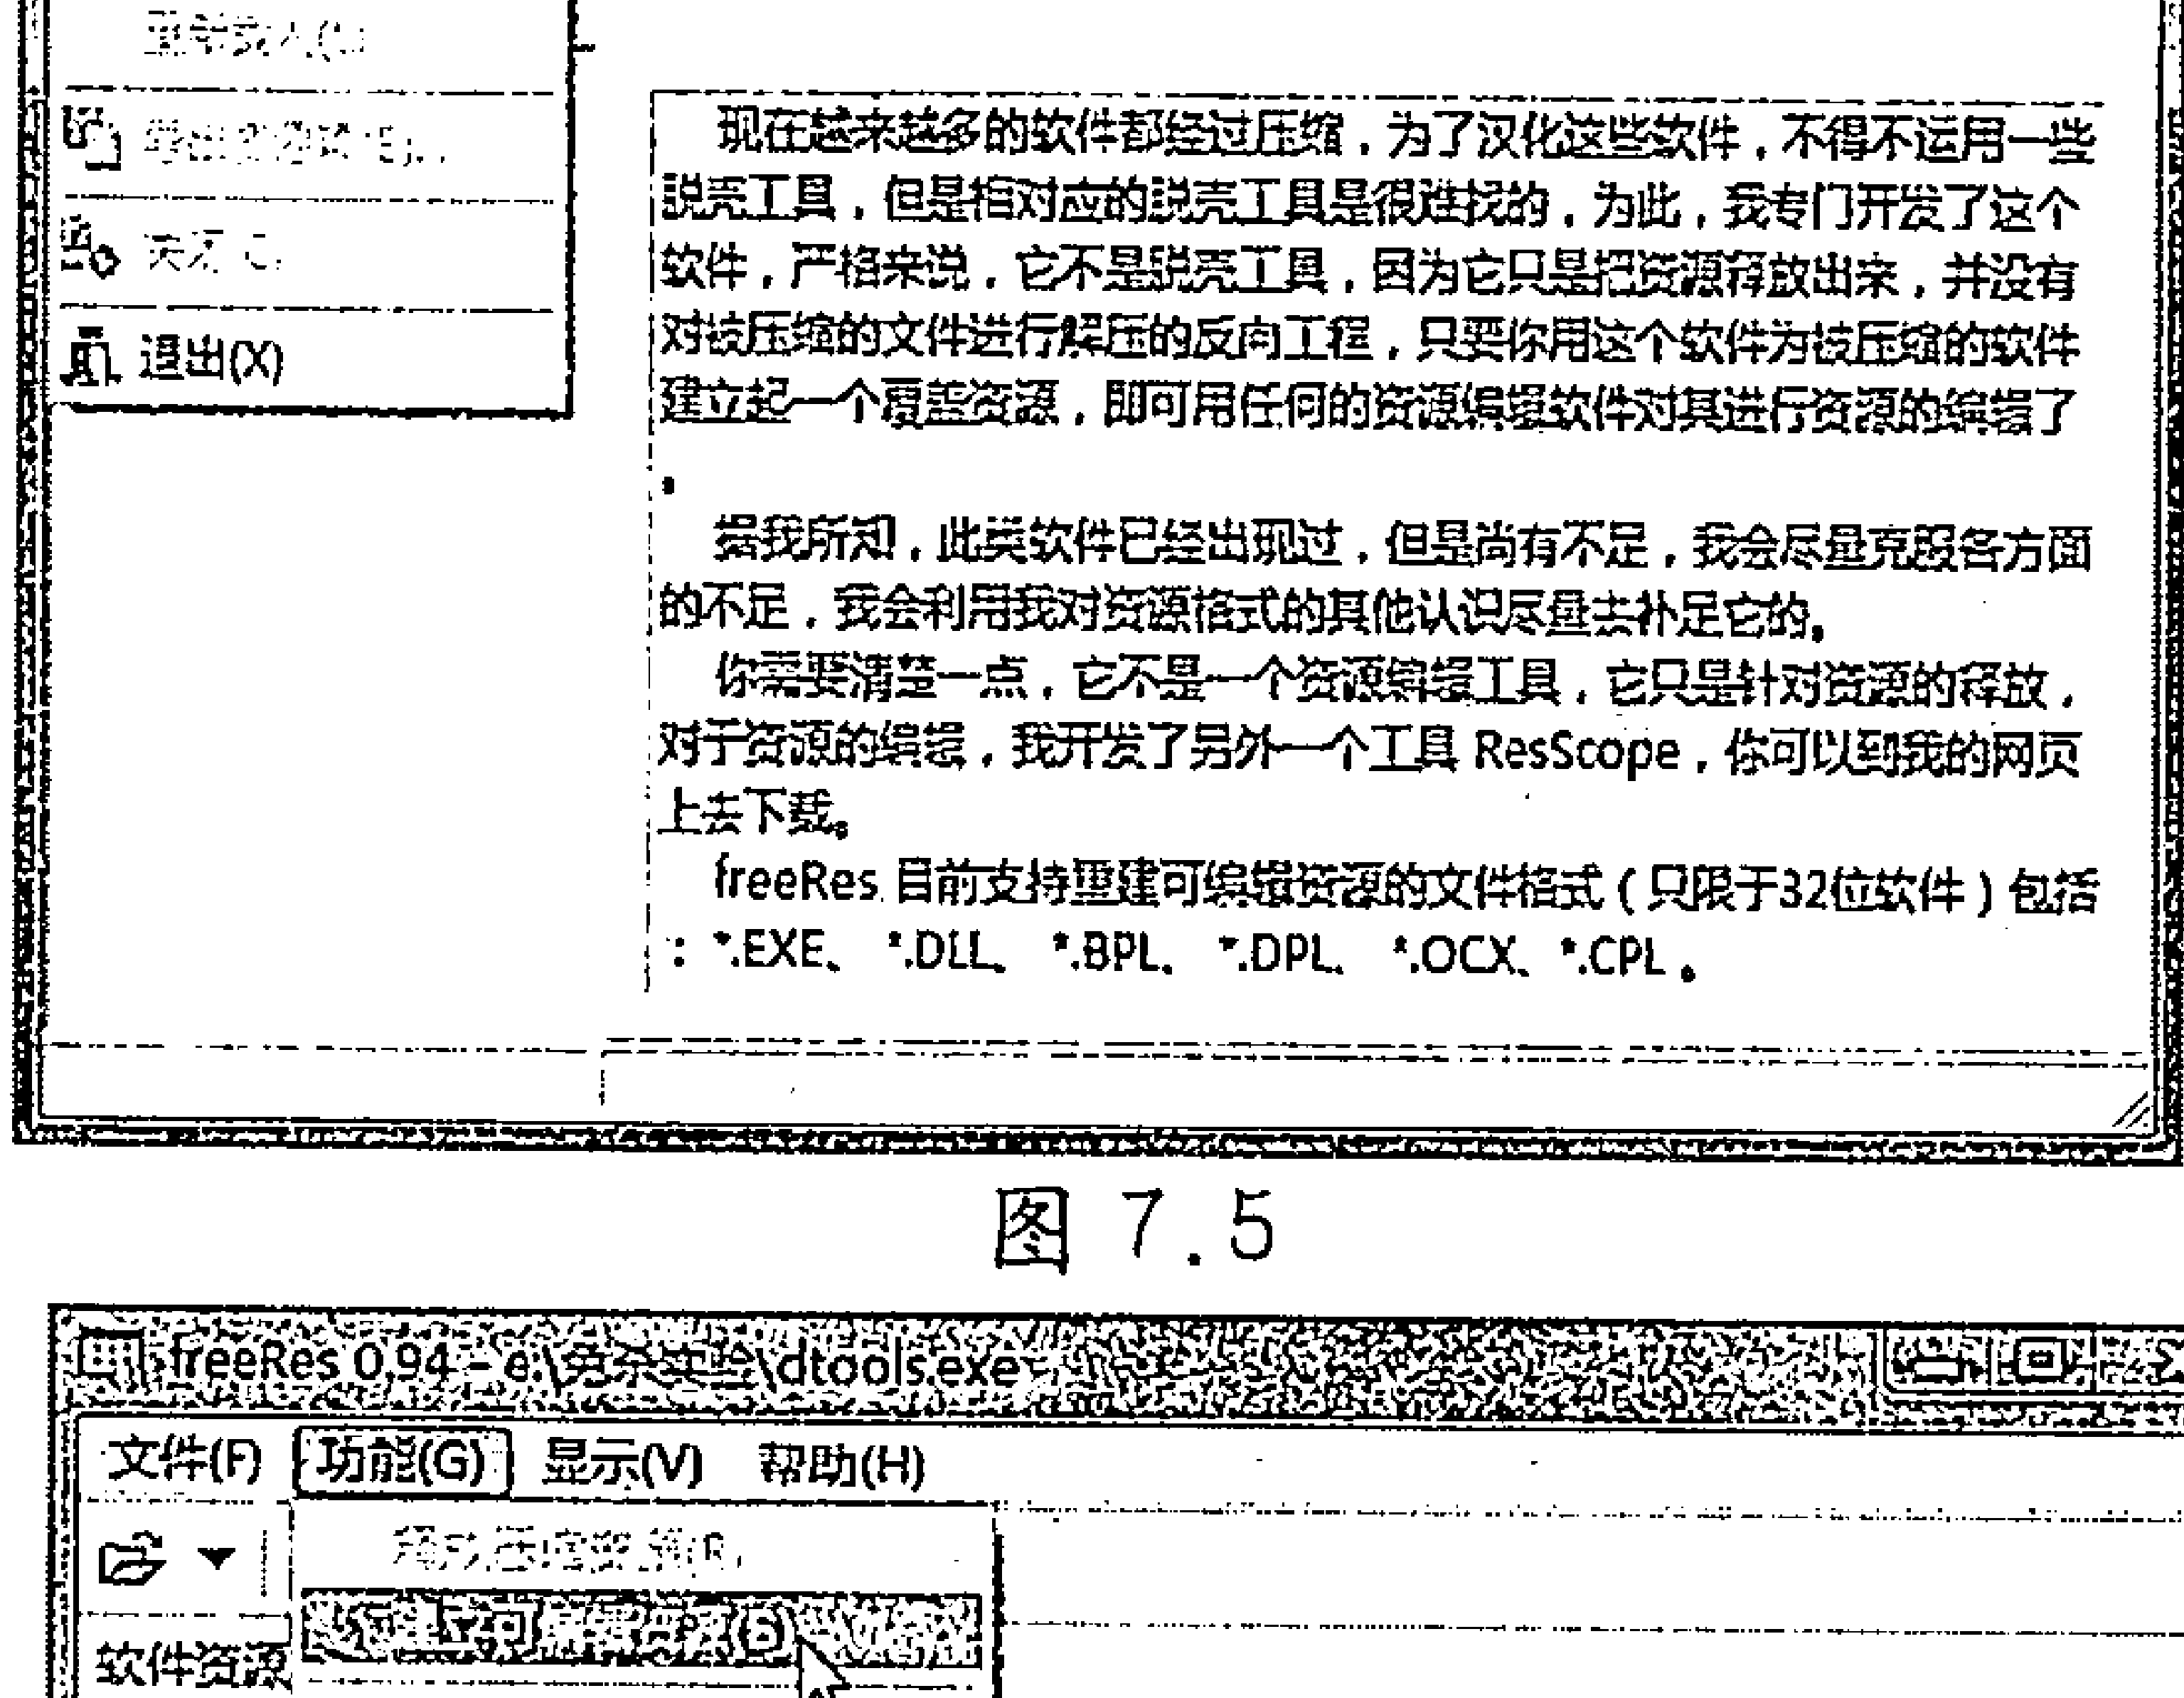 重新载入(
关闭 C
退出(X)
现在越来越多的软件都经过压缩，为了汉化这些软件，不得不运用一些
脱壳工具，但是相对应的脱壳工具是很难找的，为此，我专门开发了这个
软件，严格来说，它不是脱壳工具，因为它只是把资源释放出来，并没有
对被压缩的文件进行解压的反向工程，只要你用这个软件为被压缩的软件
建立起一个覆盖资源，即可用任何的资源编辑软件对其进行资源的编辑了
。
据我所知，此类软件已经出现过，但是尚有不足，我会尽量克服各方面
的不足，我会利用我对资源格式的其他认识尽量去补足它的。
你需要清楚一点，它不是一个资源编辑工具，它只是针对资源的释放，
对于资源的编辑，我开发了另外一个工具 ResScope，你可以到我的网页
上去下载。
freeRes 目前支持重建可编辑资源的文件格式（只限于32位软件）包括
：*.EXE、 *.DLL、 *.BPL、 *.DPL、 *.OCX、 *.CPL。
图 7.5
freeRes 0.94 - e:\免杀实验\dtools.exe
文件(F) 功能(G) 显示(V) 帮助(H)
建立可编辑资源(B)
软件资源